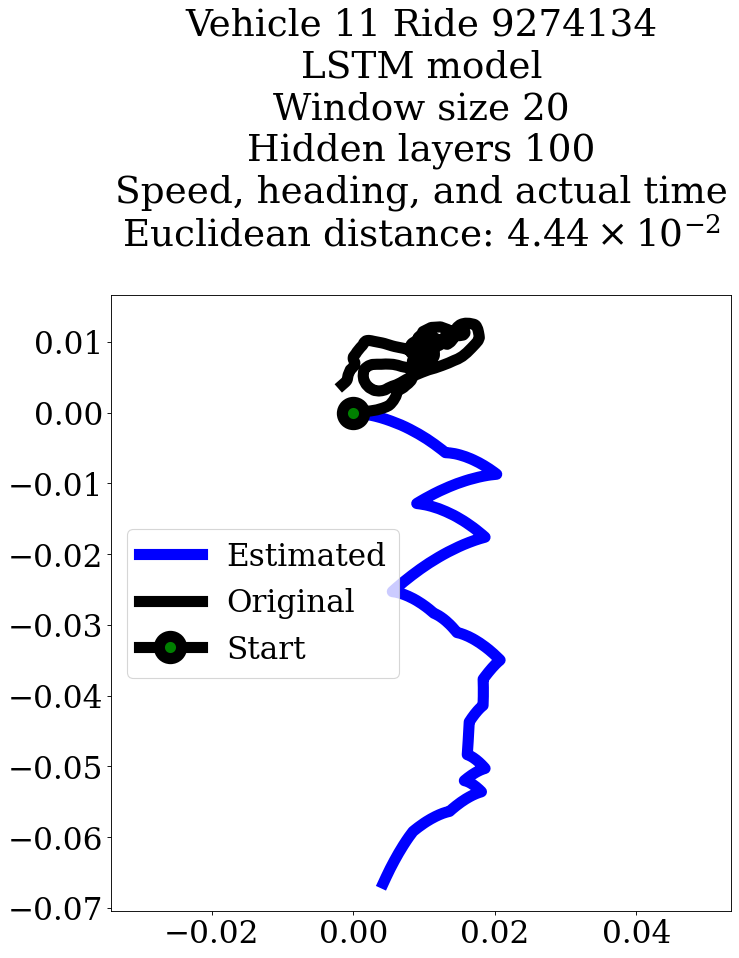 Vehicle 11 Ride 9274134
LSTM model
Window size 20
Hidden layers 100
Speed, heading, and actual time
Euclidean distance: 4.44 × 10⁻²
0.01
0.00
−0.01
−0.02
−0.03
−0.04
−0.05
−0.06
−0.07
Estimated
Original
Start
−0.02 0.00 0.02 0.04